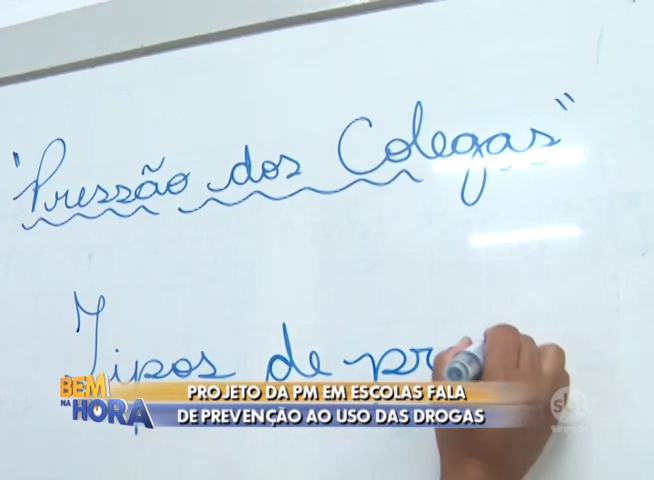 "Pressão dos Colegas"
Tipos de pr
BEM NA HORA
PROJETO DA PM EM ESCOLAS FALA
DE PREVENÇÃO AO USO DAS DROGAS
sbt